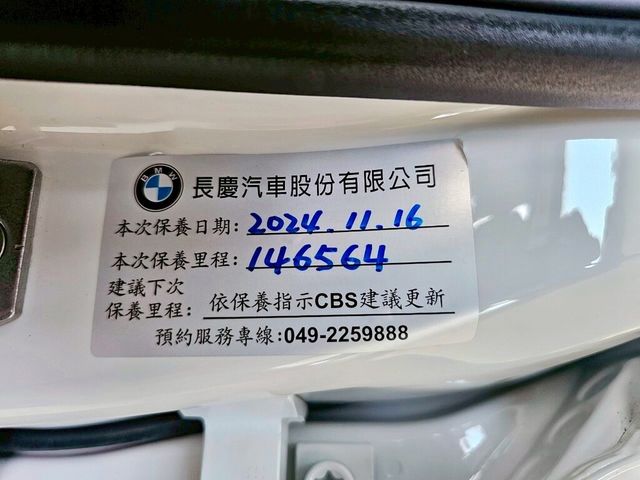 BMW 長慶汽車股份有限公司
本次保養日期: 2024.11.16
本次保養里程: 146564
建議下次
保養里程: 依保養指示CBS建議更新
預約服務專線:049-2259888